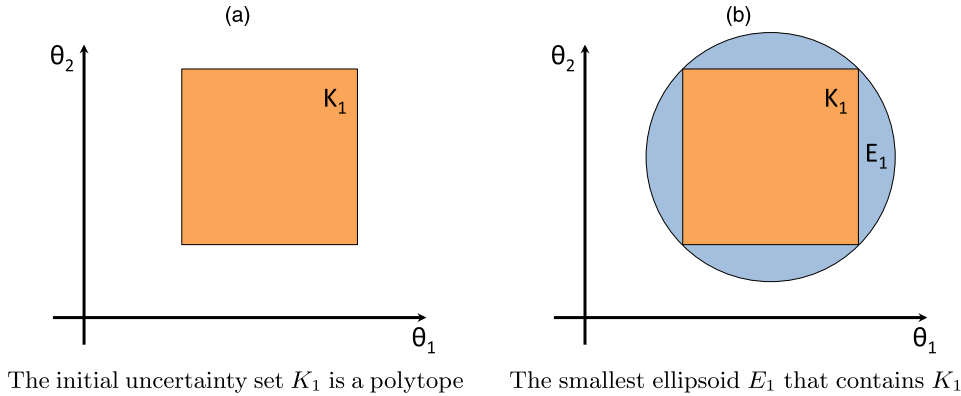 (a)
(b)
θ₂
K₁
θ₁
θ₂
K₁
E₁
θ₁
The initial uncertainty set K₁ is a polytope
The smallest ellipsoid E₁ that contains K₁